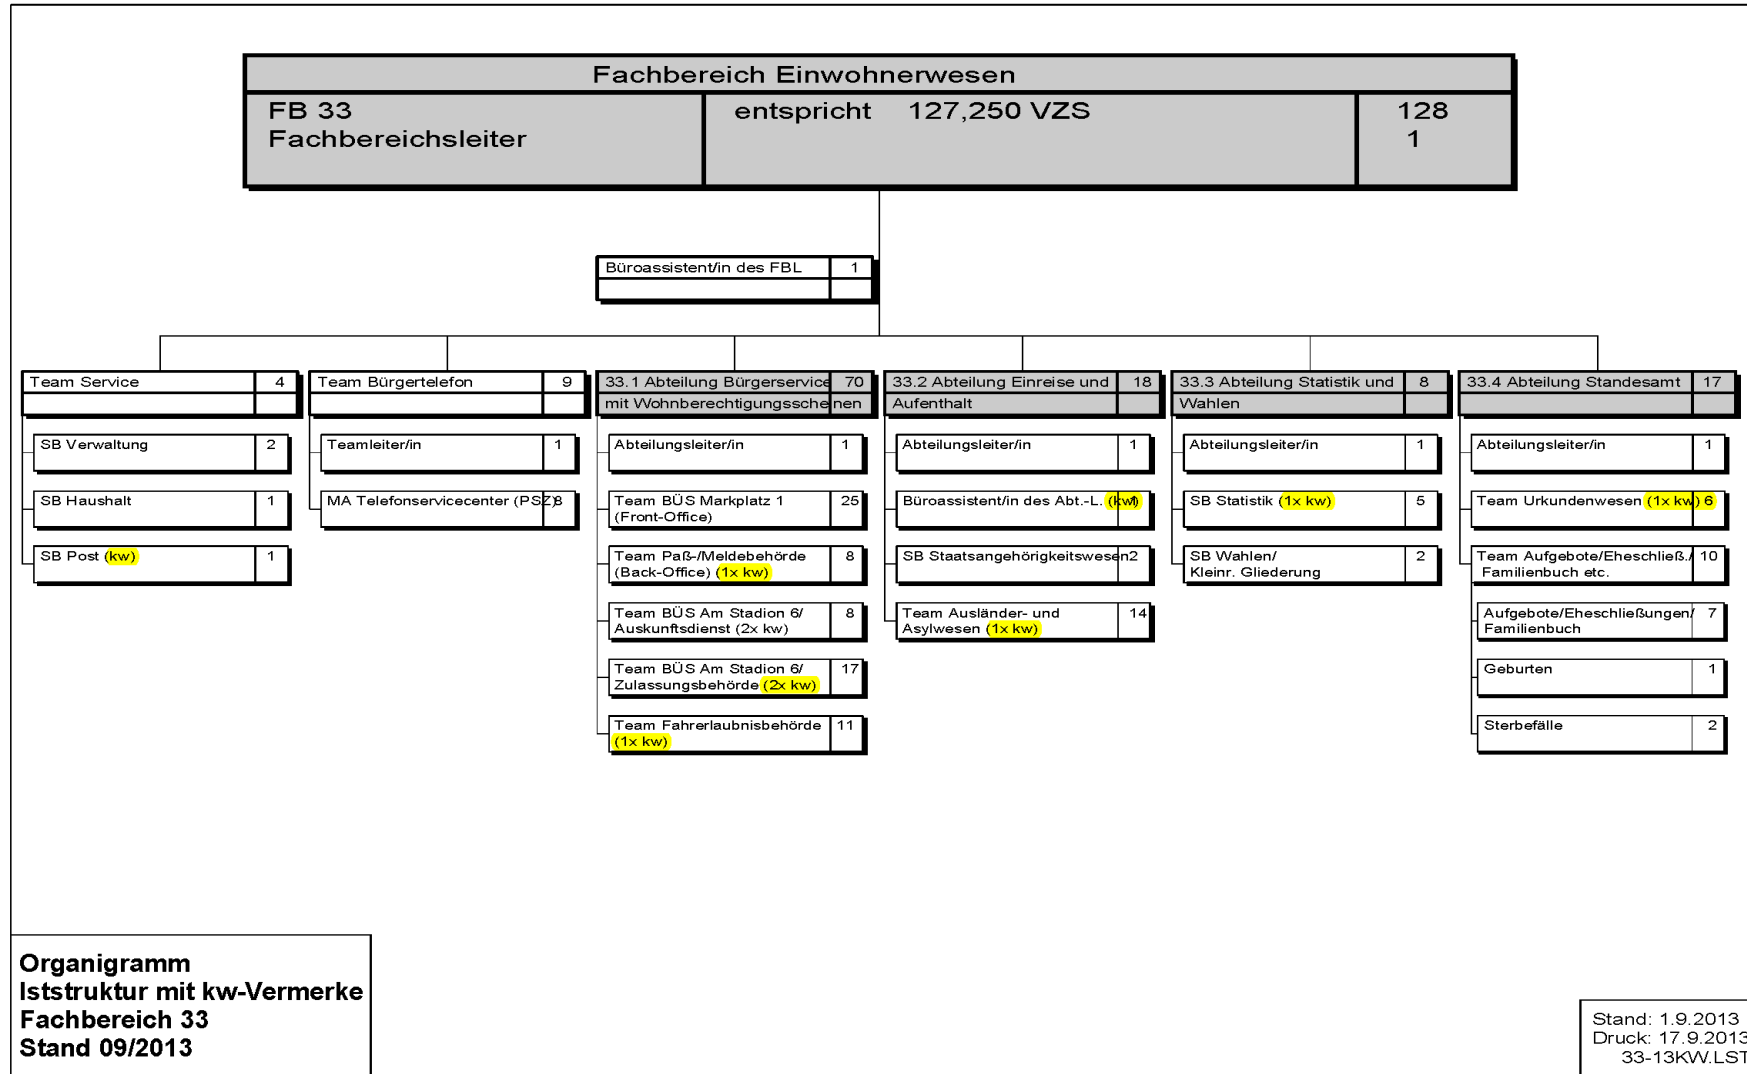 Fachbereich Einwohnerwesen
FB 33 entspricht 127,250 VZS 128
Fachbereichsleiter 1
Büroassistent/in des FBL 1
Team Service 4
SB Verwaltung 2
SB Haushalt 1
SB Post (kw) 1
Team Bürgertelefon 9
Teamleiter/in 1
MA Telefonservicecenter (PSZ) 8
33.1 Abteilung Bürgerservice 70
mit Wohnberechtigungsscheinen
Abteilungsleiter/in 1
Team BÜS Markplatz 1 25
(Front-Office)
Team Paß-/Meldebehörde 8
(Back-Office) (1x kw)
Team BÜS Am Stadion 6/ 8
Auskunftsdienst (2x kw)
Team BÜS Am Stadion 6/ 17
Zulassungsbehörde (2x kw)
Team Fahrerlaubnisbehörde 11
(1x kw)
33.2 Abteilung Einreise und 18
Aufenthalt
Abteilungsleiter/in 1
Büroassistent/in des Abt.-L. (kw) 1
SB Staatsangehörigkeitswesen 2
Team Ausländer- und 14
Asylwesen (1x kw)
33.3 Abteilung Statistik und 8
Wahlen
Abteilungsleiter/in 1
SB Statistik (1x kw) 5
SB Wahlen/ 2
Kleinr. Gliederung
33.4 Abteilung Standesamt 17
Abteilungsleiter/in 1
Team Urkundenwesen (1x kw) 6
Team Aufgebote/Eheschließ./ 10
Familienbuch etc.
Aufgebote/Eheschließungen/ 7
Familienbuch
Geburten 1
Sterbefälle 2
Organigramm
Iststruktur mit kw-Vermerke
Fachbereich 33
Stand 09/2013
Stand: 1.9.2013
Druck: 17.9.2013
33-13KW.LST